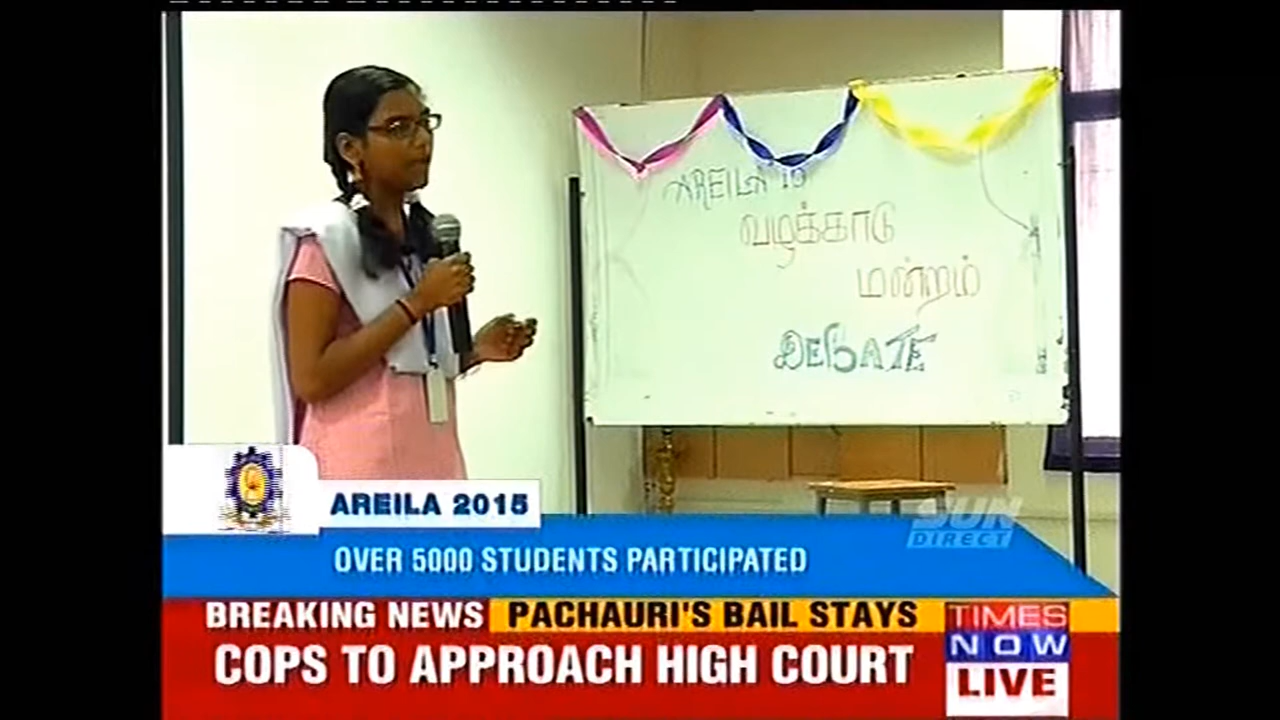 AREILA 15
வழக்காடு
மன்றம்
DEBATE
AREILA 2015
SUN
DIRECT
OVER 5000 STUDENTS PARTICIPATED
BREAKING NEWS PACHAURI'S BAIL STAYS
COPS TO APPROACH HIGH COURT
TIMES
NOW
LIVE